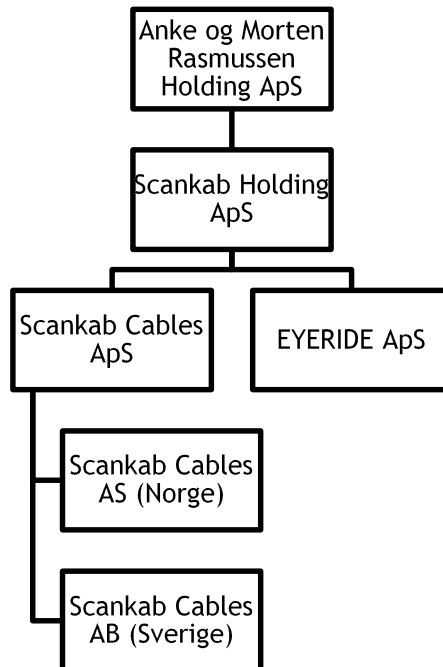 Anke og Morten
Rasmussen
Holding ApS
Scankab Holding
ApS
Scankab Cables
ApS
EYERIDE ApS
Scankab Cables
AS (Norge)
Scankab Cables
AB (Sverige)